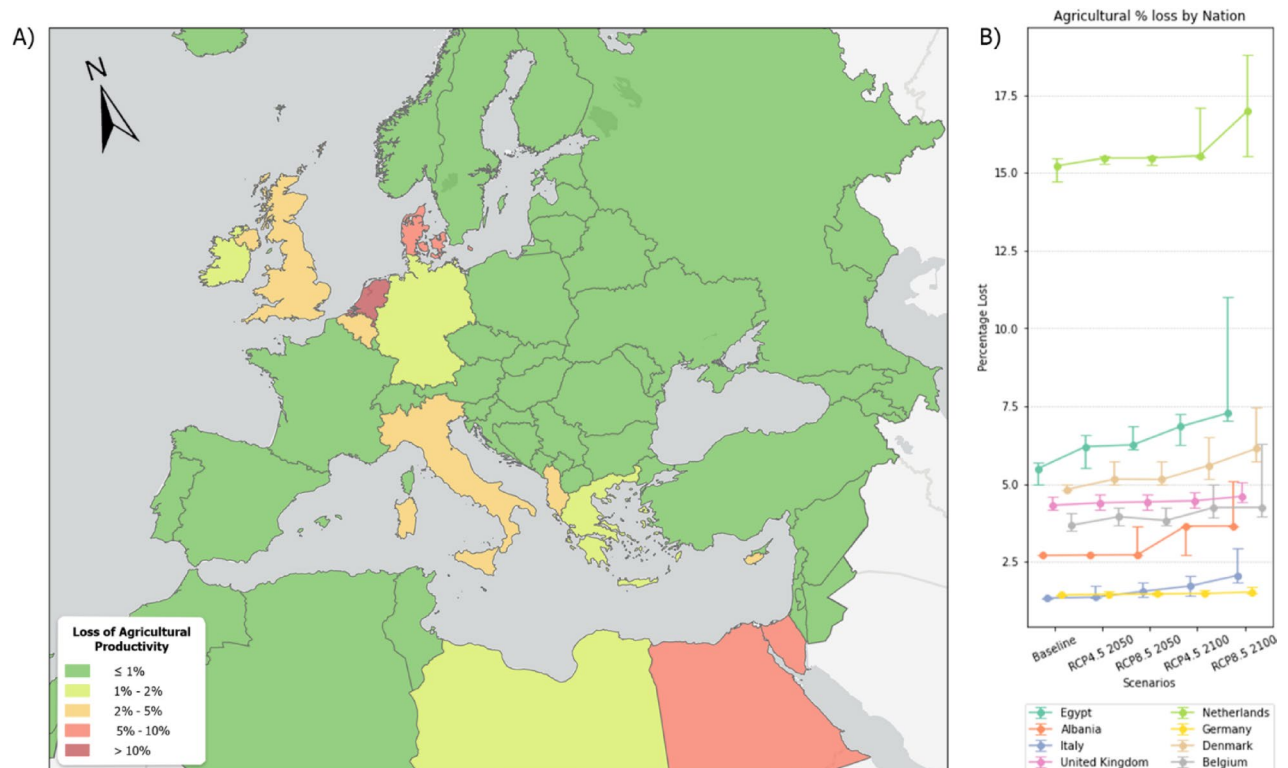 A)
N
Loss of Agricultural
Productivity
≤ 1%
1% - 2%
2% - 5%
5% - 10%
> 10%
B)
Agricultural % loss by Nation
17.5
15.0
12.5
10.0
7.5
5.0
2.5
Percentage Lost
Baseline
RCP4.5 2050
RCP8.5 2050
RCP4.5 2100
RCP8.5 2100
Scenarios
Egypt
Albania
Italy
United Kingdom
Netherlands
Germany
Denmark
Belgium